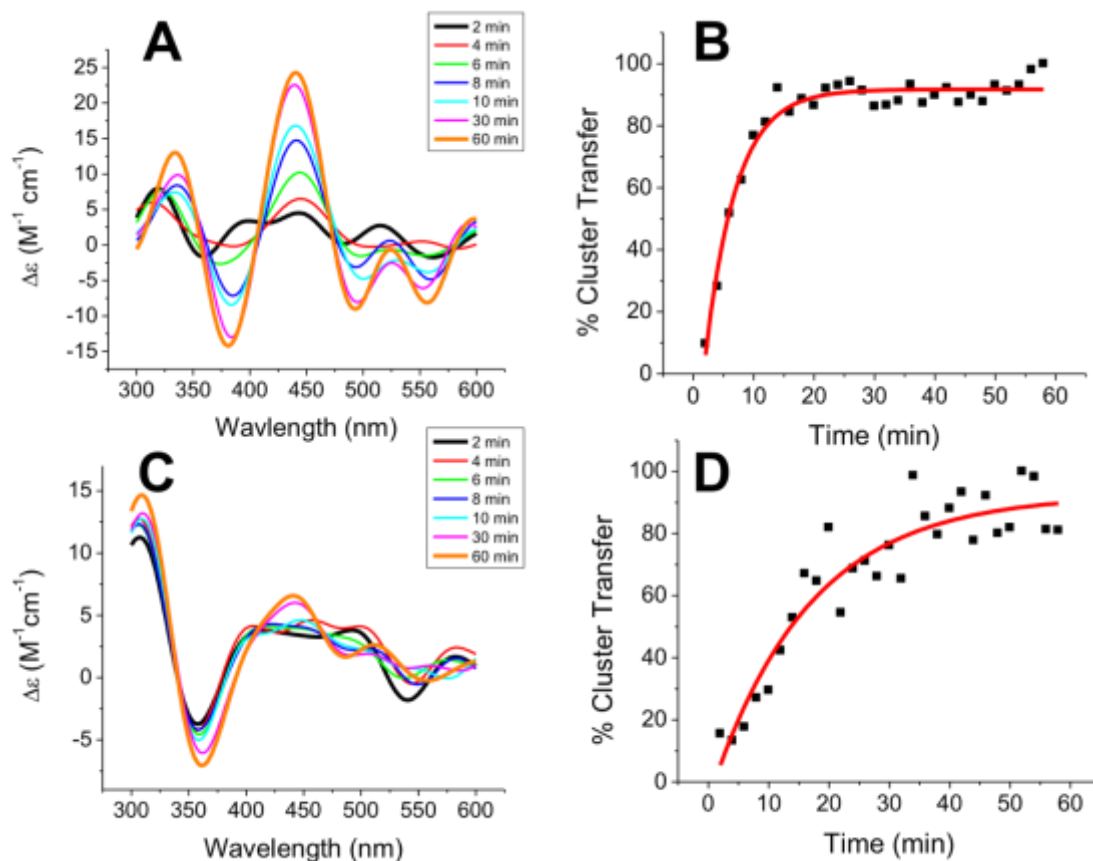 A
2 min
4 min
6 min
8 min
10 min
30 min
60 min
25
20
15
10
5
0
-5
-10
-15
Δε (M⁻¹ cm⁻¹)
300 350 400 450 500 550 600
Wavlength (nm)
B
100
80
60
40
20
0
% Cluster Transfer
0 10 20 30 40 50 60
Time (min)
C
2 min
4 min
6 min
8 min
10 min
30 min
60 min
15
10
5
0
-5
Δε (M⁻¹cm⁻¹)
300 350 400 450 500 550 600
Wavelength (nm)
D
100
80
60
40
20
0
% Cluster Transfer
0 10 20 30 40 50 60
Time (min)